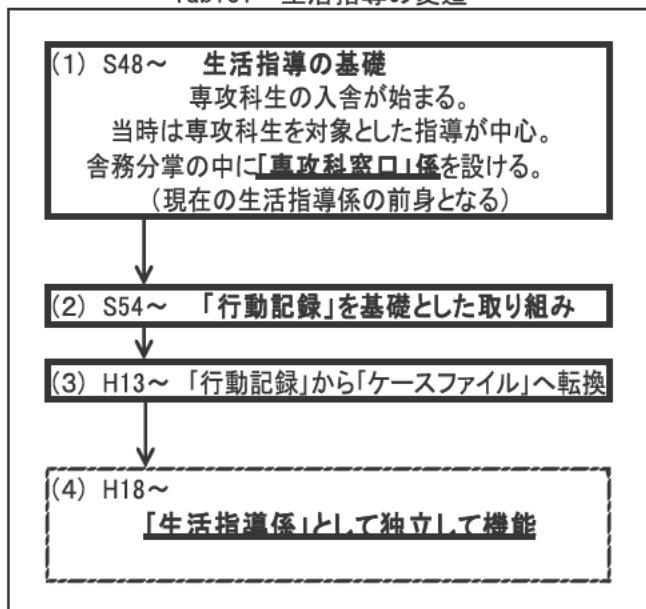 (1) S48～ 生活指導の基礎
専攻科生の入舎が始まる。
当時は専攻科生を対象とした指導が中心。
舎務分掌の中に「専攻科窓口」係を設ける。
(現在の生活指導係の前身となる)
(2) S54～ 「行動記録」を基礎とした取り組み
(3) H13～ 「行動記録」から「ケースファイル」へ転換
(4) H18～
「生活指導係」として独立して機能